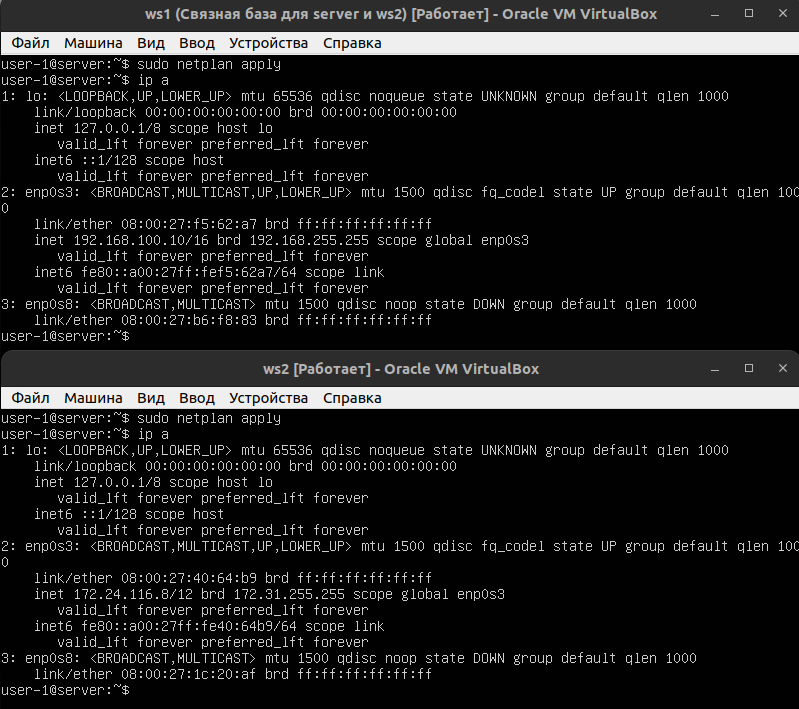 ws1 (Связная база для server и ws2) [Работает] - Oracle VM VirtualBox
Файл Машина Вид Ввод Устройства Справка
user-1@server:~$ sudo netplan apply
user-1@server:~$ ip a
1: lo: <LOOPBACK,UP,LOWER_UP> mtu 65536 qdisc noqueue state UNKNOWN group default qlen 1000
    link/loopback 00:00:00:00:00:00 brd 00:00:00:00:00:00
    inet 127.0.0.1/8 scope host lo
       valid_lft forever preferred_lft forever
    inet6 ::1/128 scope host
       valid_lft forever preferred_lft forever
2: enp0s3: <BROADCAST,MULTICAST,UP,LOWER_UP> mtu 1500 qdisc fq_codel state UP group default qlen 100
0
    link/ether 08:00:27:f5:62:a7 brd ff:ff:ff:ff:ff:ff
    inet 192.168.100.10/16 brd 192.168.255.255 scope global enp0s3
       valid_lft forever preferred_lft forever
    inet6 fe80::a00:27ff:fef5:62a7/64 scope link
       valid_lft forever preferred_lft forever
3: enp0s8: <BROADCAST,MULTICAST> mtu 1500 qdisc noop state DOWN group default qlen 1000
    link/ether 08:00:27:b6:f8:83 brd ff:ff:ff:ff:ff:ff
user-1@server:~$
ws2 [Работает] - Oracle VM VirtualBox
Файл Машина Вид Ввод Устройства Справка
user-1@server:~$ sudo netplan apply
user-1@server:~$ ip a
1: lo: <LOOPBACK,UP,LOWER_UP> mtu 65536 qdisc noqueue state UNKNOWN group default qlen 1000
    link/loopback 00:00:00:00:00:00 brd 00:00:00:00:00:00
    inet 127.0.0.1/8 scope host lo
       valid_lft forever preferred_lft forever
    inet6 ::1/128 scope host
       valid_lft forever preferred_lft forever
2: enp0s3: <BROADCAST,MULTICAST,UP,LOWER_UP> mtu 1500 qdisc fq_codel state UP group default qlen 100
0
    link/ether 08:00:27:40:64:b9 brd ff:ff:ff:ff:ff:ff
    inet 172.24.116.8/12 brd 172.31.255.255 scope global enp0s3
       valid_lft forever preferred_lft forever
    inet6 fe80::a00:27ff:fe40:64b9/64 scope link
       valid_lft forever preferred_lft forever
3: enp0s8: <BROADCAST,MULTICAST> mtu 1500 qdisc noop state DOWN group default qlen 1000
    link/ether 08:00:27:1c:20:af brd ff:ff:ff:ff:ff:ff
user-1@server:~$